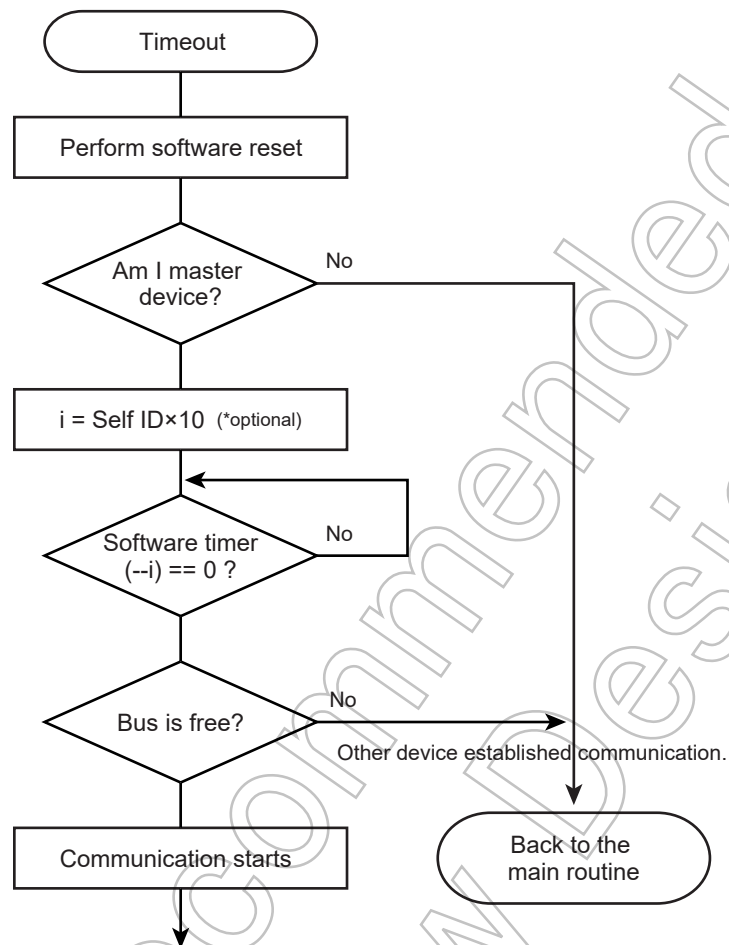 Timeout
Perform software reset
Am I master
device?
No
i = Self ID×10 (*optional)
Software timer
(--i) == 0 ?
No
Bus is free?
No
Other device established communication.
Communication starts
Back to the
main routine